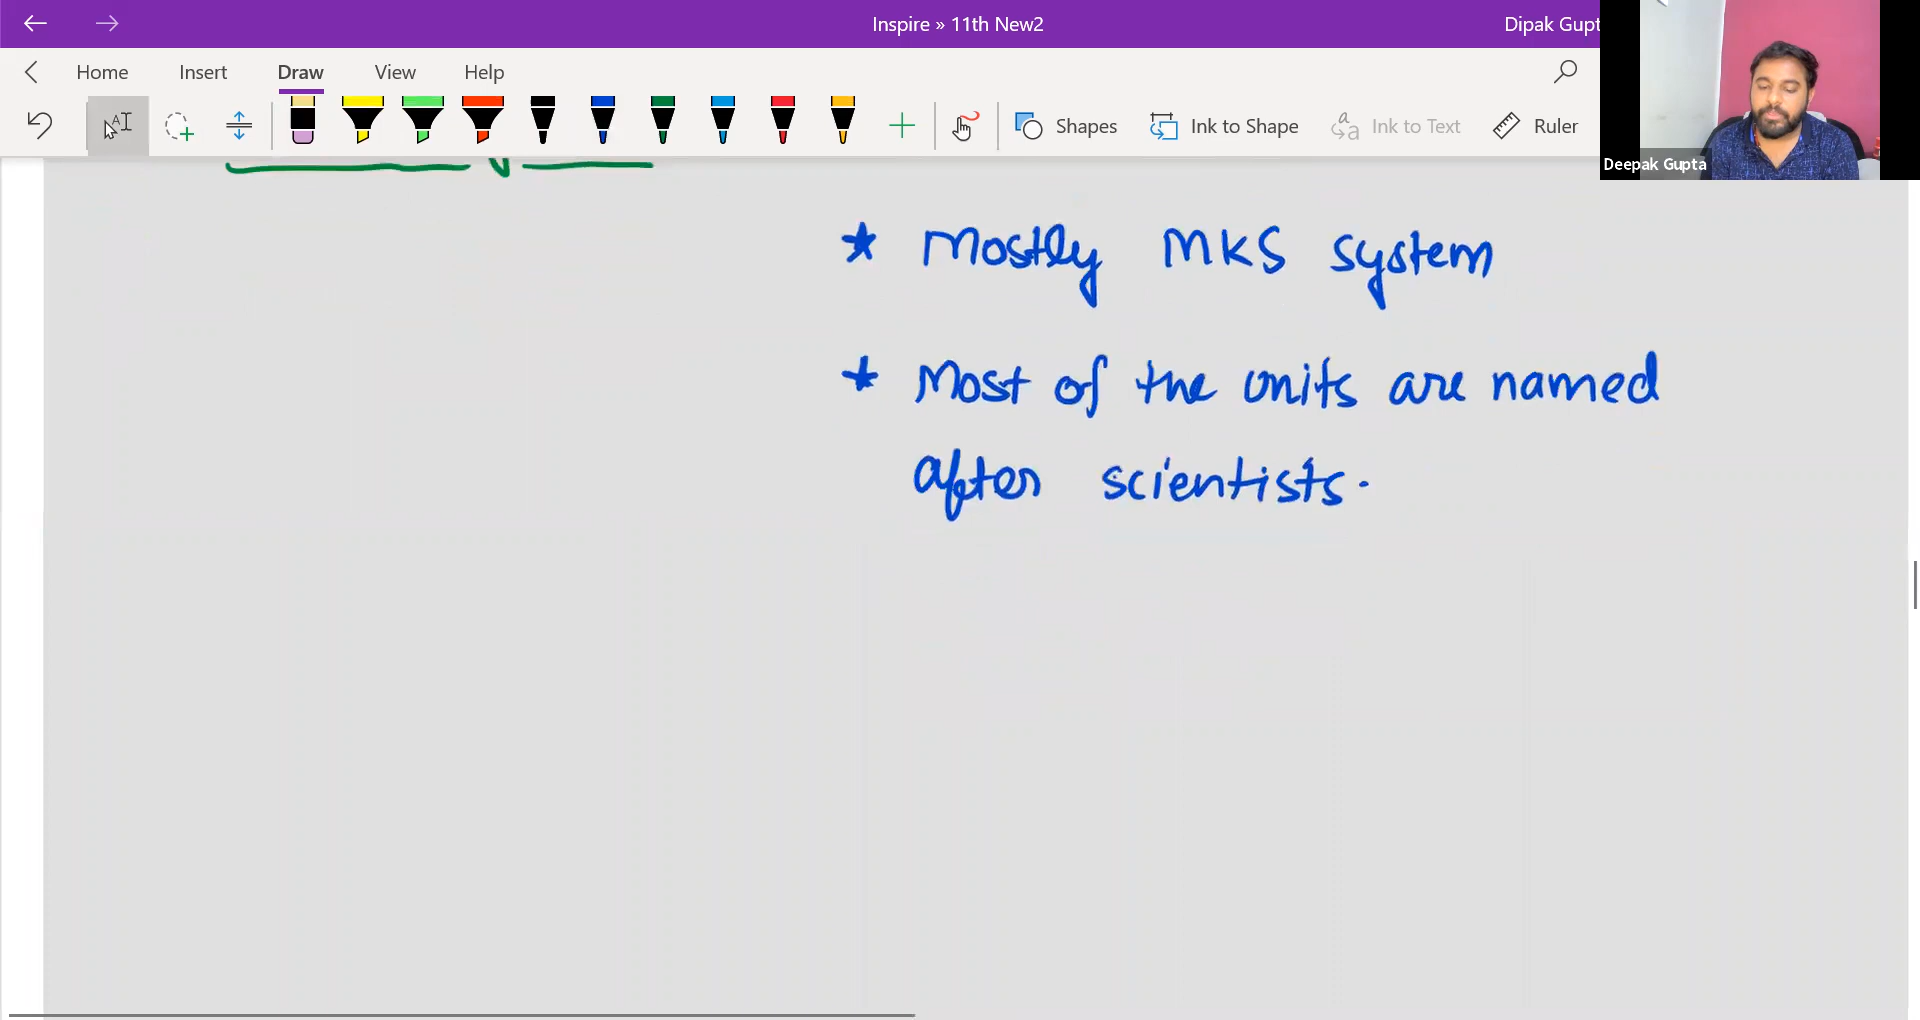 Inspire » 11th New2
Dipak Gupt
Home Insert Draw View Help
Shapes Ink to Shape Ink to Text Ruler
Deepak Gupta
★ Mostly MKS system
★ Most of the units are named
after scientists.